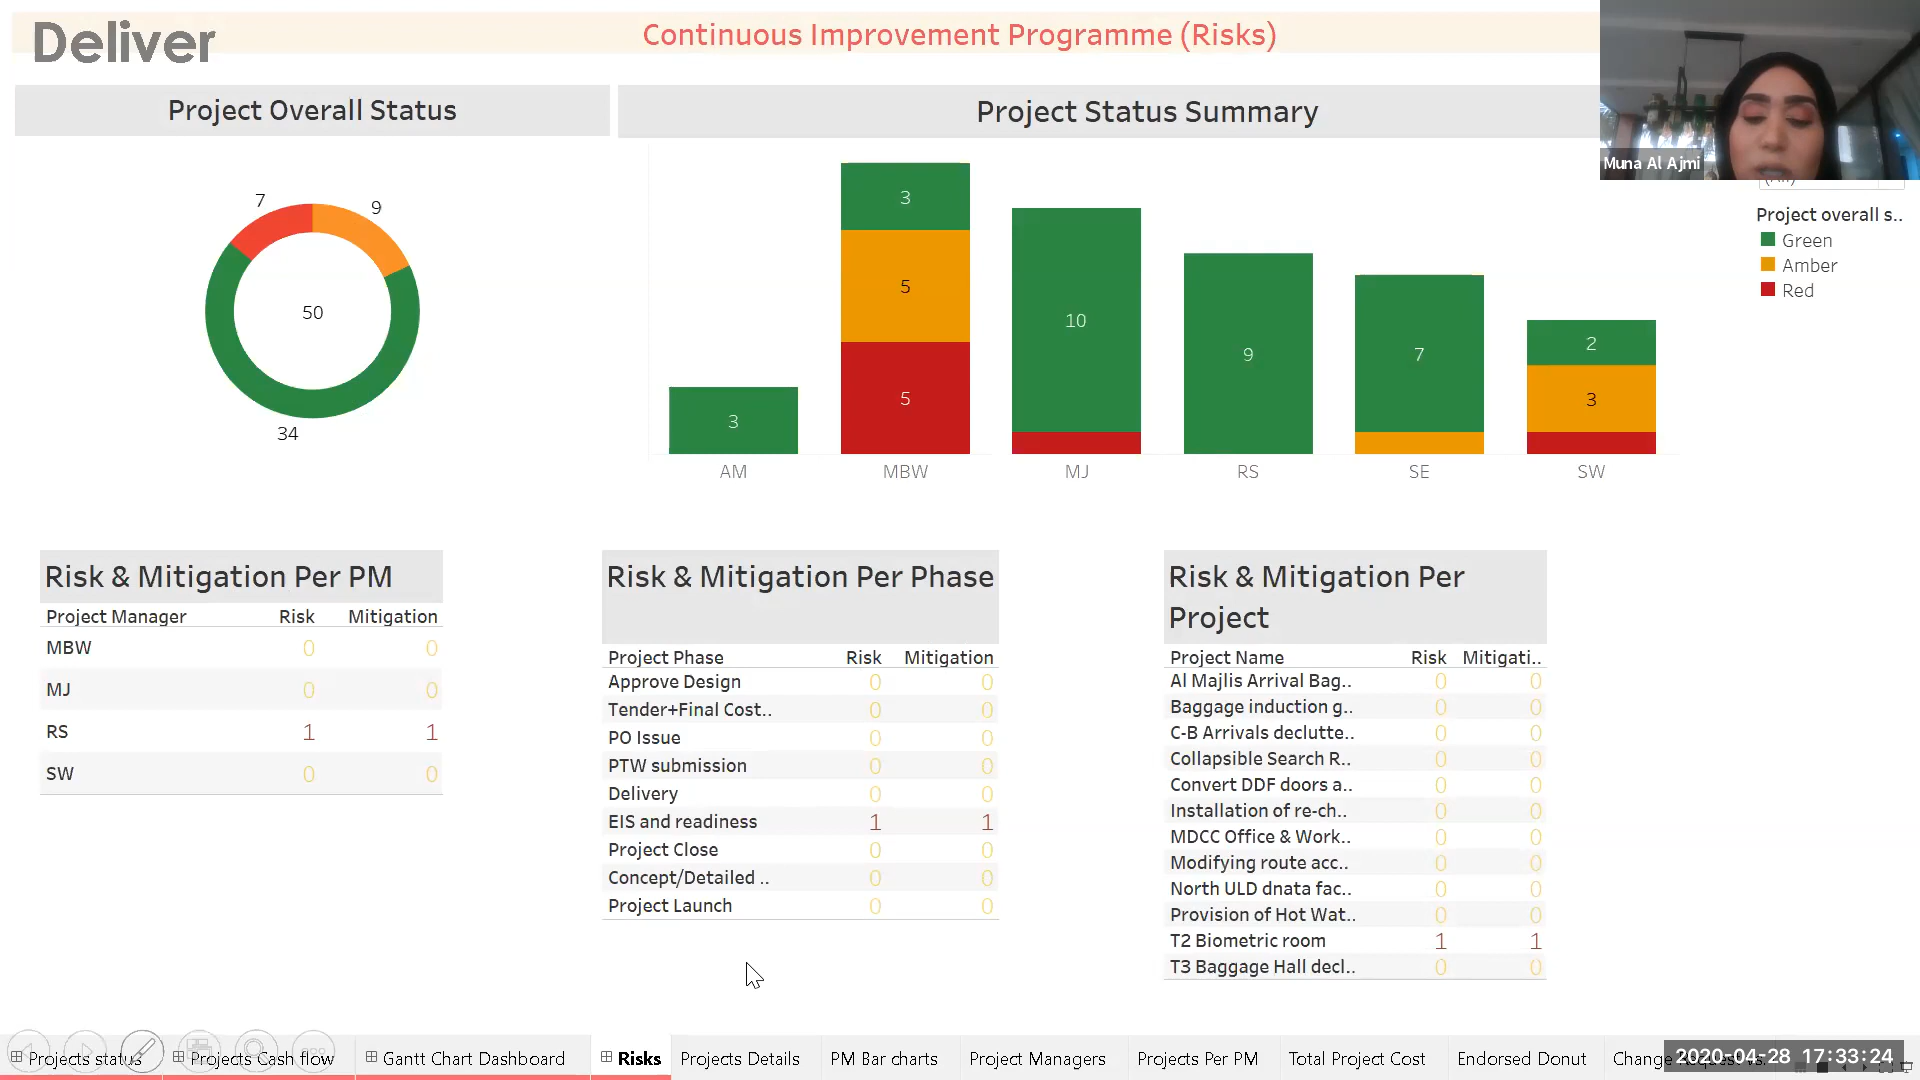 Deliver
Continuous Improvement Programme (Risks)
Muna Al Ajmi
Project Overall Status
Project Status Summary
7
9
50
34
3
3
5
5
10
9
7
2
3
AM
MBW
MJ
RS
SE
SW
Project overall s..
Green
Amber
Red
Risk & Mitigation Per PM
Project Manager Risk Mitigation
MBW 0 0
MJ 0 0
RS 1 1
SW 0 0
Risk & Mitigation Per Phase
Project Phase Risk Mitigation
Approve Design 0 0
Tender+Final Cost.. 0 0
PO Issue 0 0
PTW submission 0 0
Delivery 0 0
EIS and readiness 1 1
Project Close 0 0
Concept/Detailed .. 0 0
Project Launch 0 0
Risk & Mitigation Per
Project
Project Name Risk Mitigati..
Al Majlis Arrival Bag.. 0 0
Baggage induction g.. 0 0
C-B Arrivals declutte.. 0 0
Collapsible Search R.. 0 0
Convert DDF doors a.. 0 0
Installation of re-ch.. 0 0
MDCC Office & Work.. 0 0
Modifying route acc.. 0 0
North ULD dnata fac.. 0 0
Provision of Hot Wat.. 0 0
T2 Biometric room 1 1
T3 Baggage Hall decl.. 0 0
Projects status Projects Cash flow Gantt Chart Dashboard Risks Projects Details PM Bar charts Project Managers Projects Per PM Total Project Cost Endorsed Donut Change
2020-04-28 17:33:24